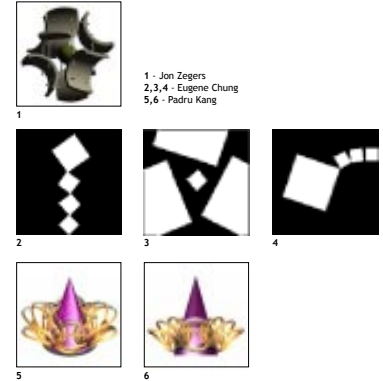 1 - Jon Zegers
2,3,4 - Eugene Chung
5,6 - Padru Kang
1
2 3 4
5 6